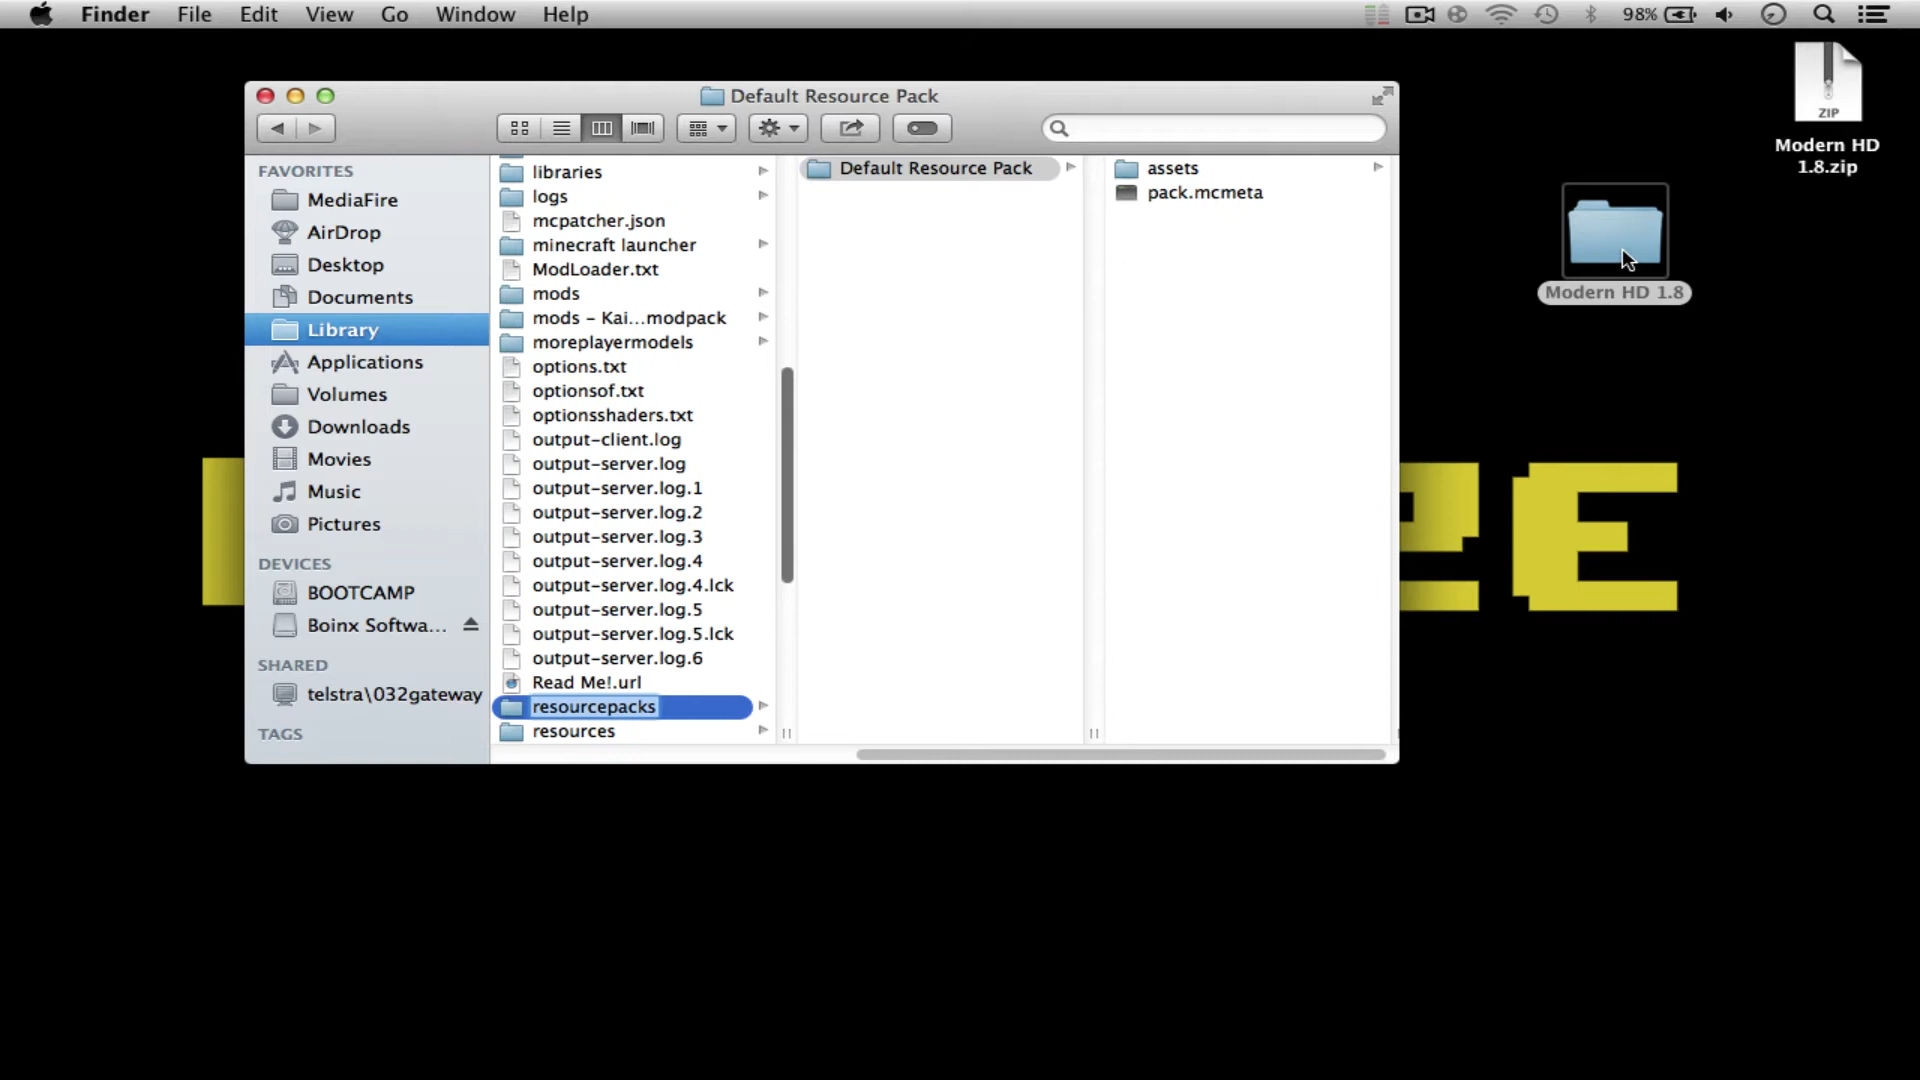 Finder File Edit View Go Window Help 98%
ZIP
Modern HD
1.8.zip
Modern HD 1.8
Default Resource Pack
FAVORITES
MediaFire
AirDrop
Desktop
Documents
Library
Applications
Volumes
Downloads
Movies
Music
Pictures
DEVICES
BOOTCAMP
Boinx Softwa...
SHARED
telstra\032gateway
TAGS
libraries
logs
mcpatcher.json
minecraft launcher
ModLoader.txt
mods
mods – Kai...modpack
moreplayermodels
options.txt
optionsof.txt
optionsshaders.txt
output-client.log
output-server.log
output-server.log.1
output-server.log.2
output-server.log.3
output-server.log.4
output-server.log.4.lck
output-server.log.5
output-server.log.5.lck
output-server.log.6
Read Me!.url
resourcepacks
resources
Default Resource Pack
assets
pack.mcmeta
E